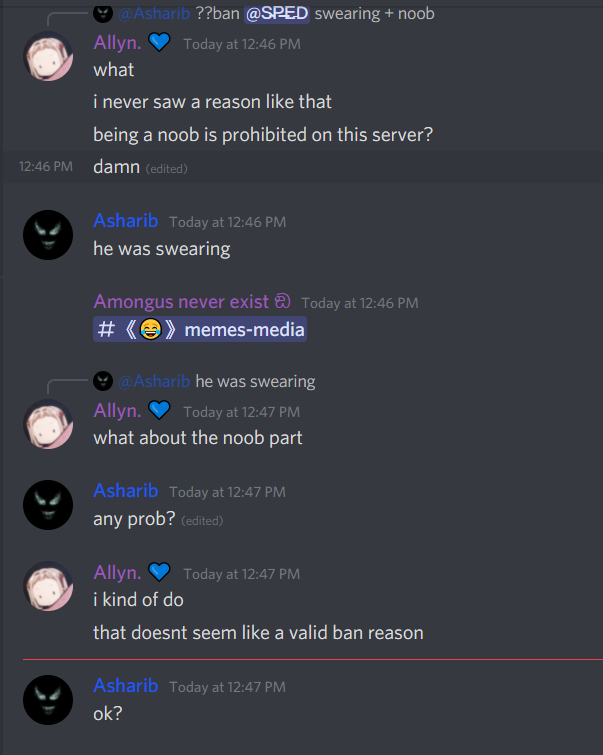 @Asharib ??ban @SPED swearing + noob
Allyn. 💙 Today at 12:46 PM
what
i never saw a reason like that
being a noob is prohibited on this server?
12:46 PM damn (edited)
Asharib Today at 12:46 PM
he was swearing
Amongus never exist ඞ Today at 12:46 PM
# 《😂》memes-media
@Asharib he was swearing
Allyn. 💙 Today at 12:47 PM
what about the noob part
Asharib Today at 12:47 PM
any prob? (edited)
Allyn. 💙 Today at 12:47 PM
i kind of do
that doesnt seem like a valid ban reason
Asharib Today at 12:47 PM
ok?